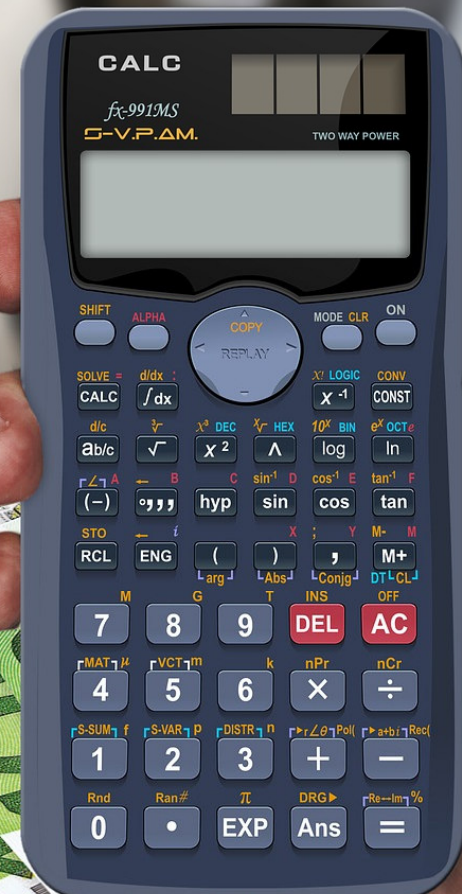 CALC
fx-991MS
S-V.P.AM.
TWO WAY POWER
SHIFT ALPHA MODE CLR ON
COPY
REPLAY
SOLVE = d/dx : X! LOGIC CONV
CALC ∫dx X⁻¹ CONST
d/c ³√ X³ DEC ˣ√ HEX 10ˣ BIN eˣ OCT e
ab/c √ X² ∧ log ln
∠ A ← B C sin⁻¹ D cos⁻¹ E tan⁻¹ F
(−) °,,, hyp sin cos tan
STO ← i X ; Y M- M
RCL ENG ( ) , M+
arg Abs Conjg DT CL
M G T INS OFF
7 8 9 DEL AC
MAT μ VCT m k nPr nCr
4 5 6 × ÷
S-SUM f S-VAR p DISTR n ▶r∠θ Pol( ▶a+bi Rec(
1 2 3 + −
Rnd Ran# π DRG▶ Re↔Im %
0 • EXP Ans =